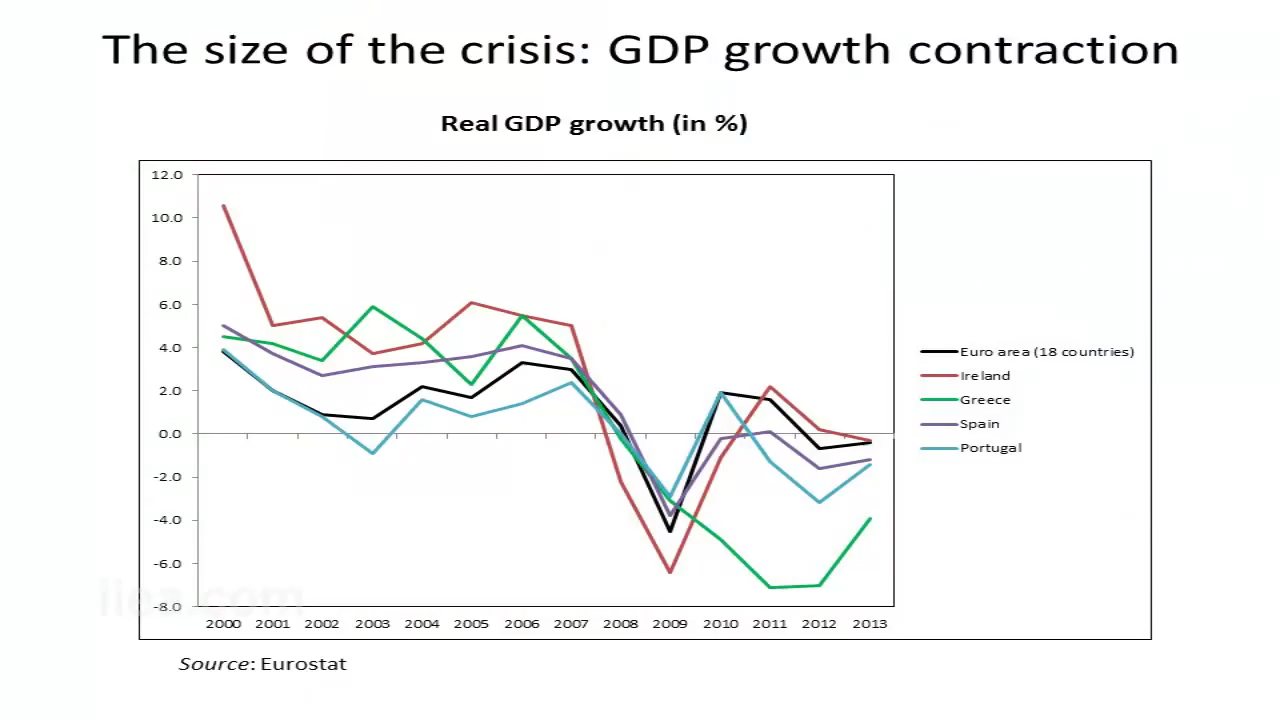 The size of the crisis: GDP growth contraction
Real GDP growth (in %)
12.0
10.0
8.0
6.0
4.0
2.0
0.0
-2.0
-4.0
-6.0
-8.0
2000 2001 2002 2003 2004 2005 2006 2007 2008 2009 2010 2011 2012 2013
Euro area (18 countries)
Ireland
Greece
Spain
Portugal
Source: Eurostat